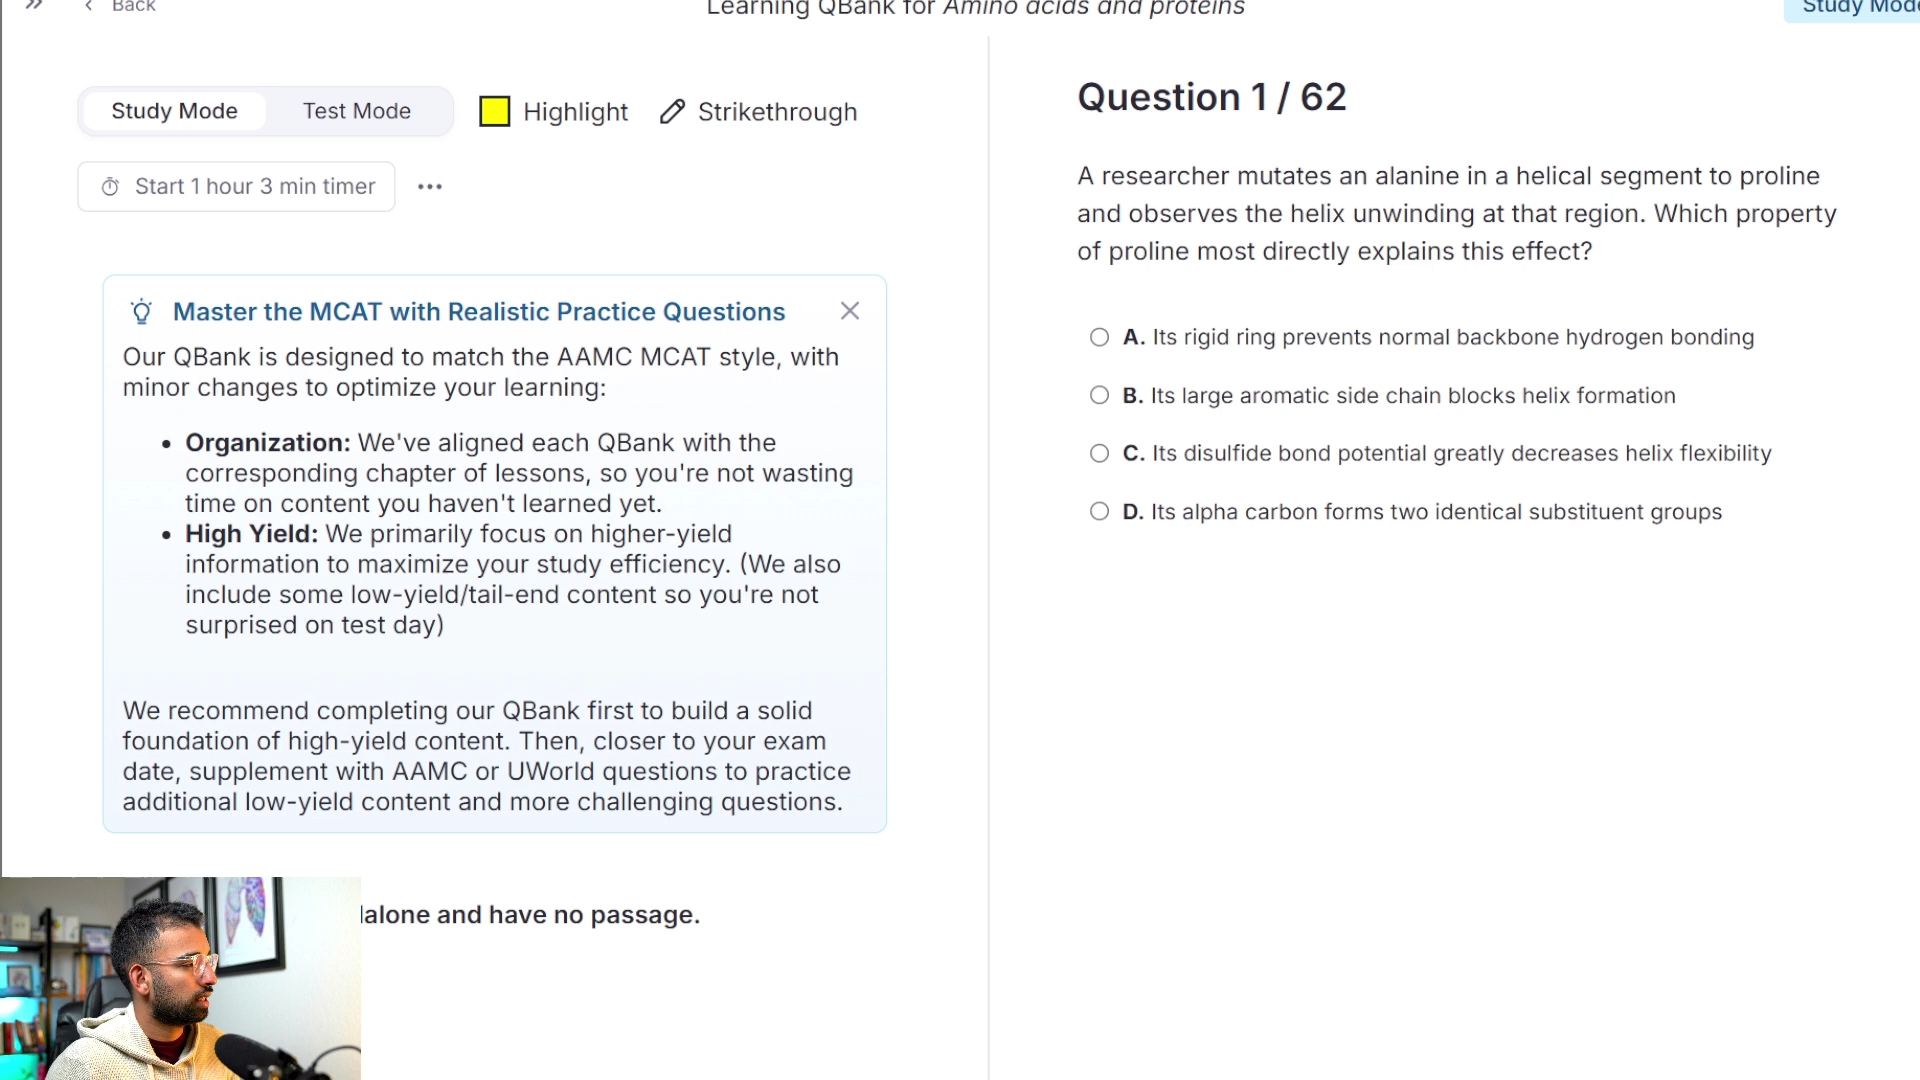 Back
Learning QBank for Amino acids and proteins
Study Mode
Study Mode
Test Mode
Highlight
Strikethrough
Start 1 hour 3 min timer
Master the MCAT with Realistic Practice Questions
Our QBank is designed to match the AAMC MCAT style, with
minor changes to optimize your learning:
• Organization: We've aligned each QBank with the
corresponding chapter of lessons, so you're not wasting
time on content you haven't learned yet.
• High Yield: We primarily focus on higher-yield
information to maximize your study efficiency. (We also
include some low-yield/tail-end content so you're not
surprised on test day)
We recommend completing our QBank first to build a solid
foundation of high-yield content. Then, closer to your exam
date, supplement with AAMC or UWorld questions to practice
additional low-yield content and more challenging questions.
alone and have no passage.
Question 1 / 62
A researcher mutates an alanine in a helical segment to proline
and observes the helix unwinding at that region. Which property
of proline most directly explains this effect?
A. Its rigid ring prevents normal backbone hydrogen bonding
B. Its large aromatic side chain blocks helix formation
C. Its disulfide bond potential greatly decreases helix flexibility
D. Its alpha carbon forms two identical substituent groups